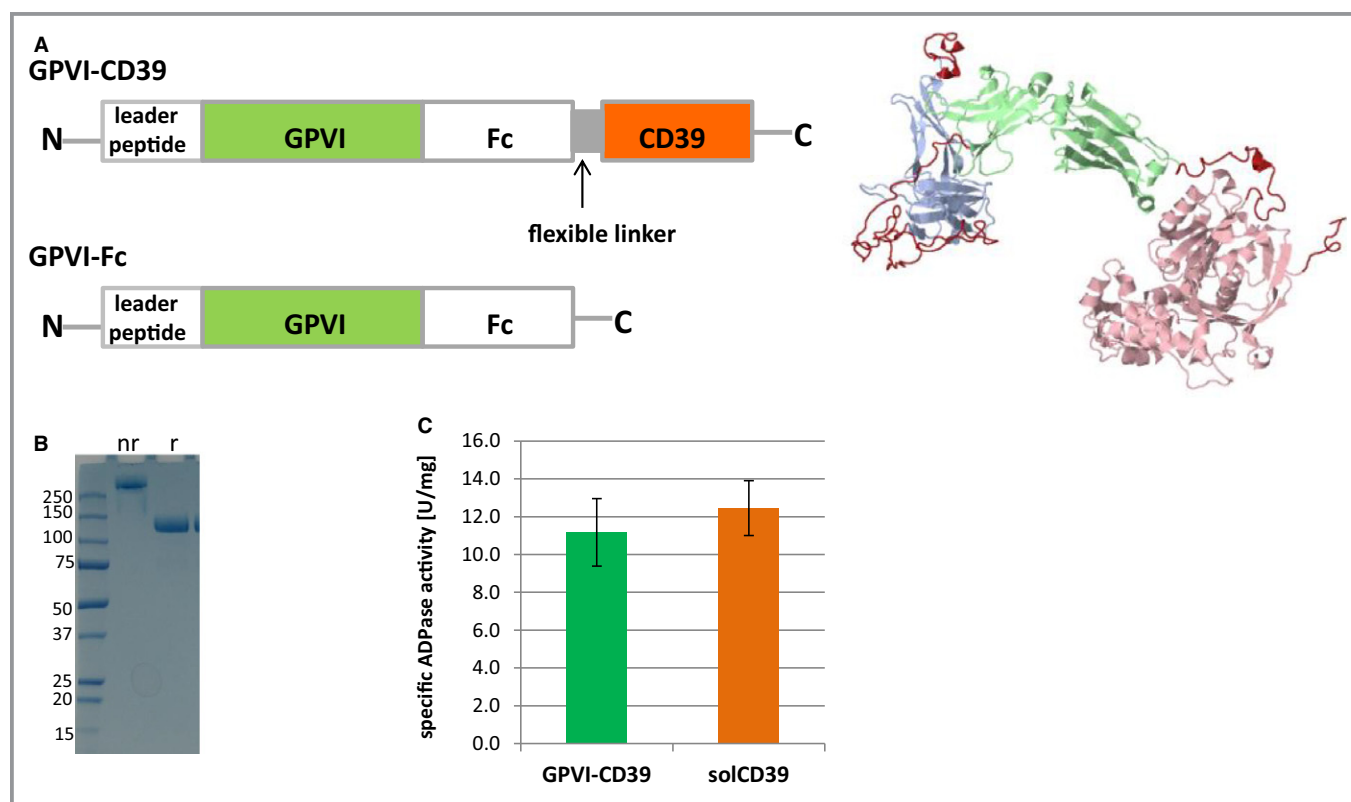 A
GPVI-CD39
N
leader
peptide
GPVI
Fc
CD39
C
flexible linker
GPVI-Fc
N
leader
peptide
GPVI
Fc
C
B
nr r
250
150
100
75
50
37
25
20
15
C
specific ADPase activity [U/mg]
16.0
14.0
12.0
10.0
8.0
6.0
4.0
2.0
0.0
GPVI-CD39 solCD39